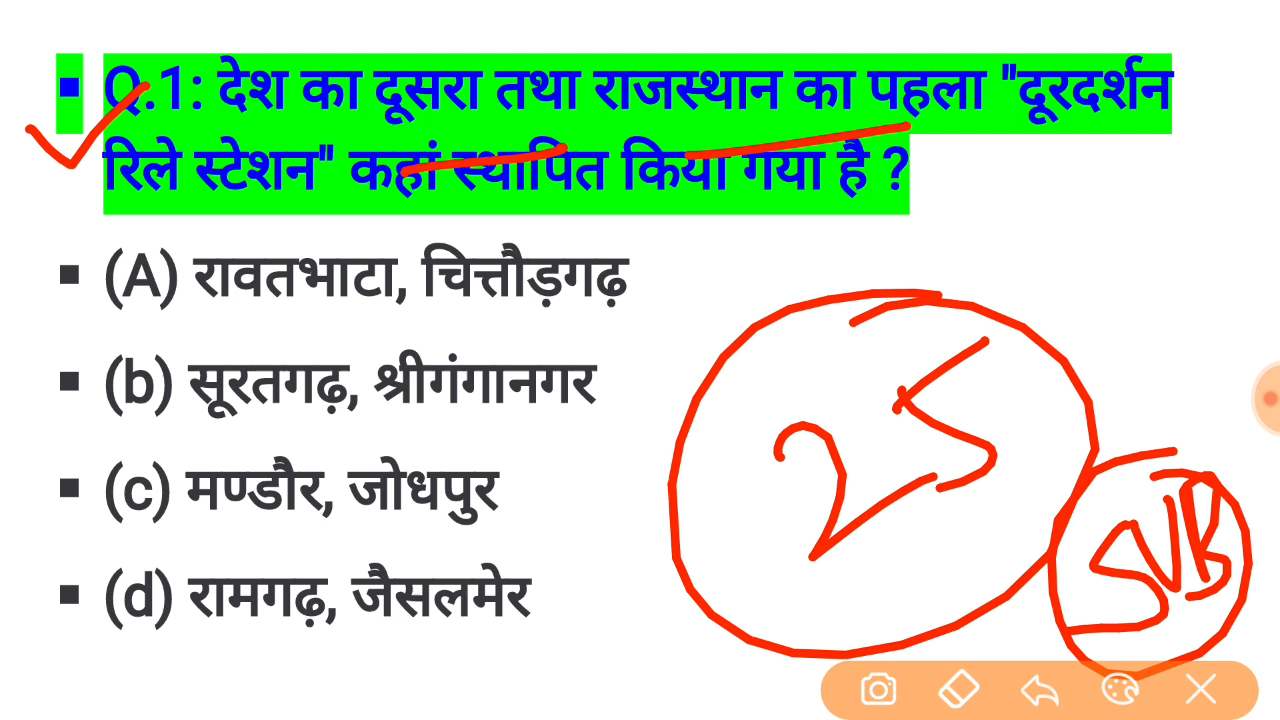 Q.1: देश का दूसरा तथा राजस्थान का पहला "दूरदर्शन
रिले स्टेशन" कहां स्थापित किया गया है ?
(A) रावतभाटा, चित्तौड़गढ़
(b) सूरतगढ़, श्रीगंगानगर
(c) मण्डौर, जोधपुर
(d) रामगढ़, जैसलमेर
25
SUB